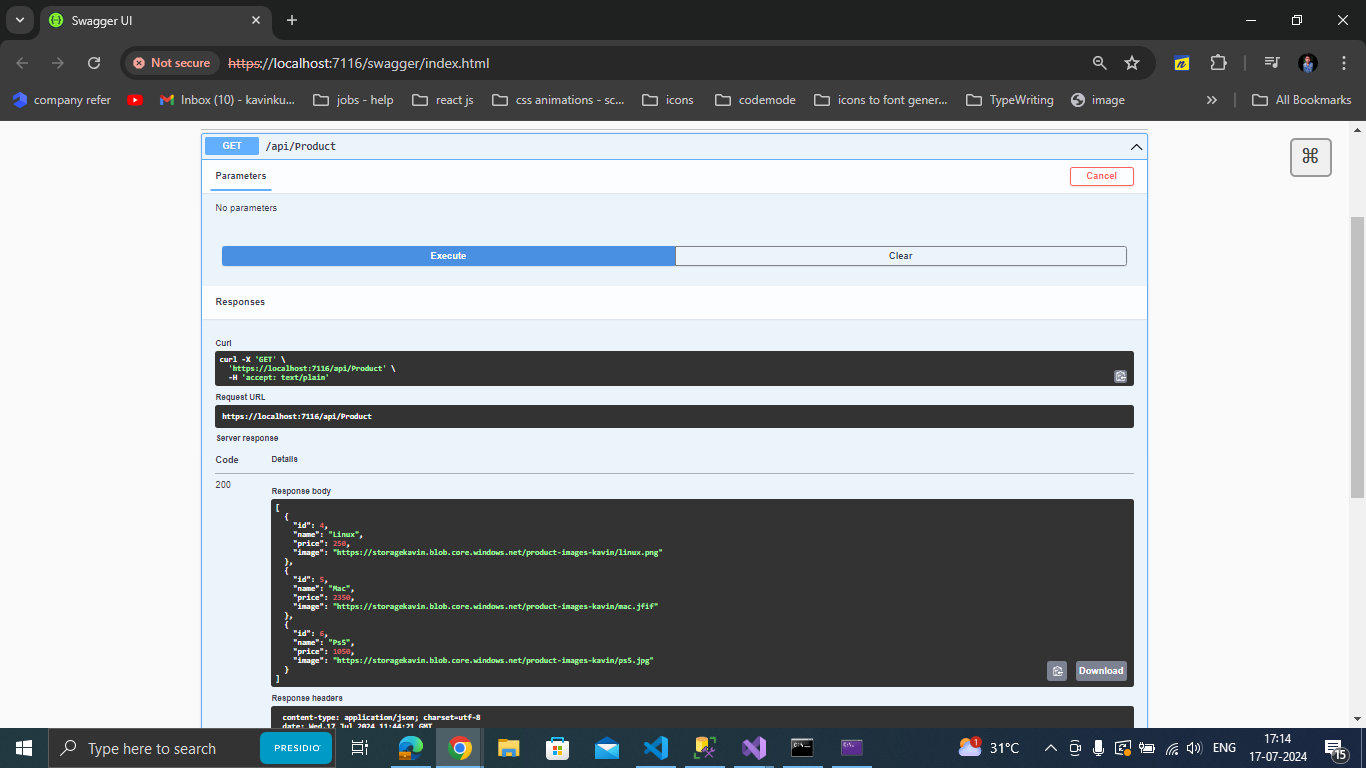 Swagger UI
Not secure https://localhost:7116/swagger/index.html
company refer Inbox (10) - kavinku... jobs - help react js css animations - sc... icons codemode icons to font gener... TypeWriting image » All Bookmarks
GET /api/Product
⌘
Parameters Cancel
No parameters
Execute Clear
Responses
Curl
curl -X 'GET' \
'https://localhost:7116/api/Product' \
-H 'accept: text/plain'
Request URL
https://localhost:7116/api/Product
Server response
Code Details
200
Response body
[
{
"id": 4,
"name": "Linux",
"price": 250,
"image": "https://storagekavin.blob.core.windows.net/product-images-kavin/linux.png"
},
{
"id": 5,
"name": "Mac",
"price": 2350,
"image": "https://storagekavin.blob.core.windows.net/product-images-kavin/mac.jfif"
},
{
"id": 6,
"name": "Ps5",
"price": 1050,
"image": "https://storagekavin.blob.core.windows.net/product-images-kavin/ps5.jpg"
}
]
Download
Response headers
content-type: application/json; charset=utf-8
date: Wed,17 Jul 2024 11:44:21 GMT
Type here to search PRESIDIO 1 31°C ENG 17:14
17-07-2024 15